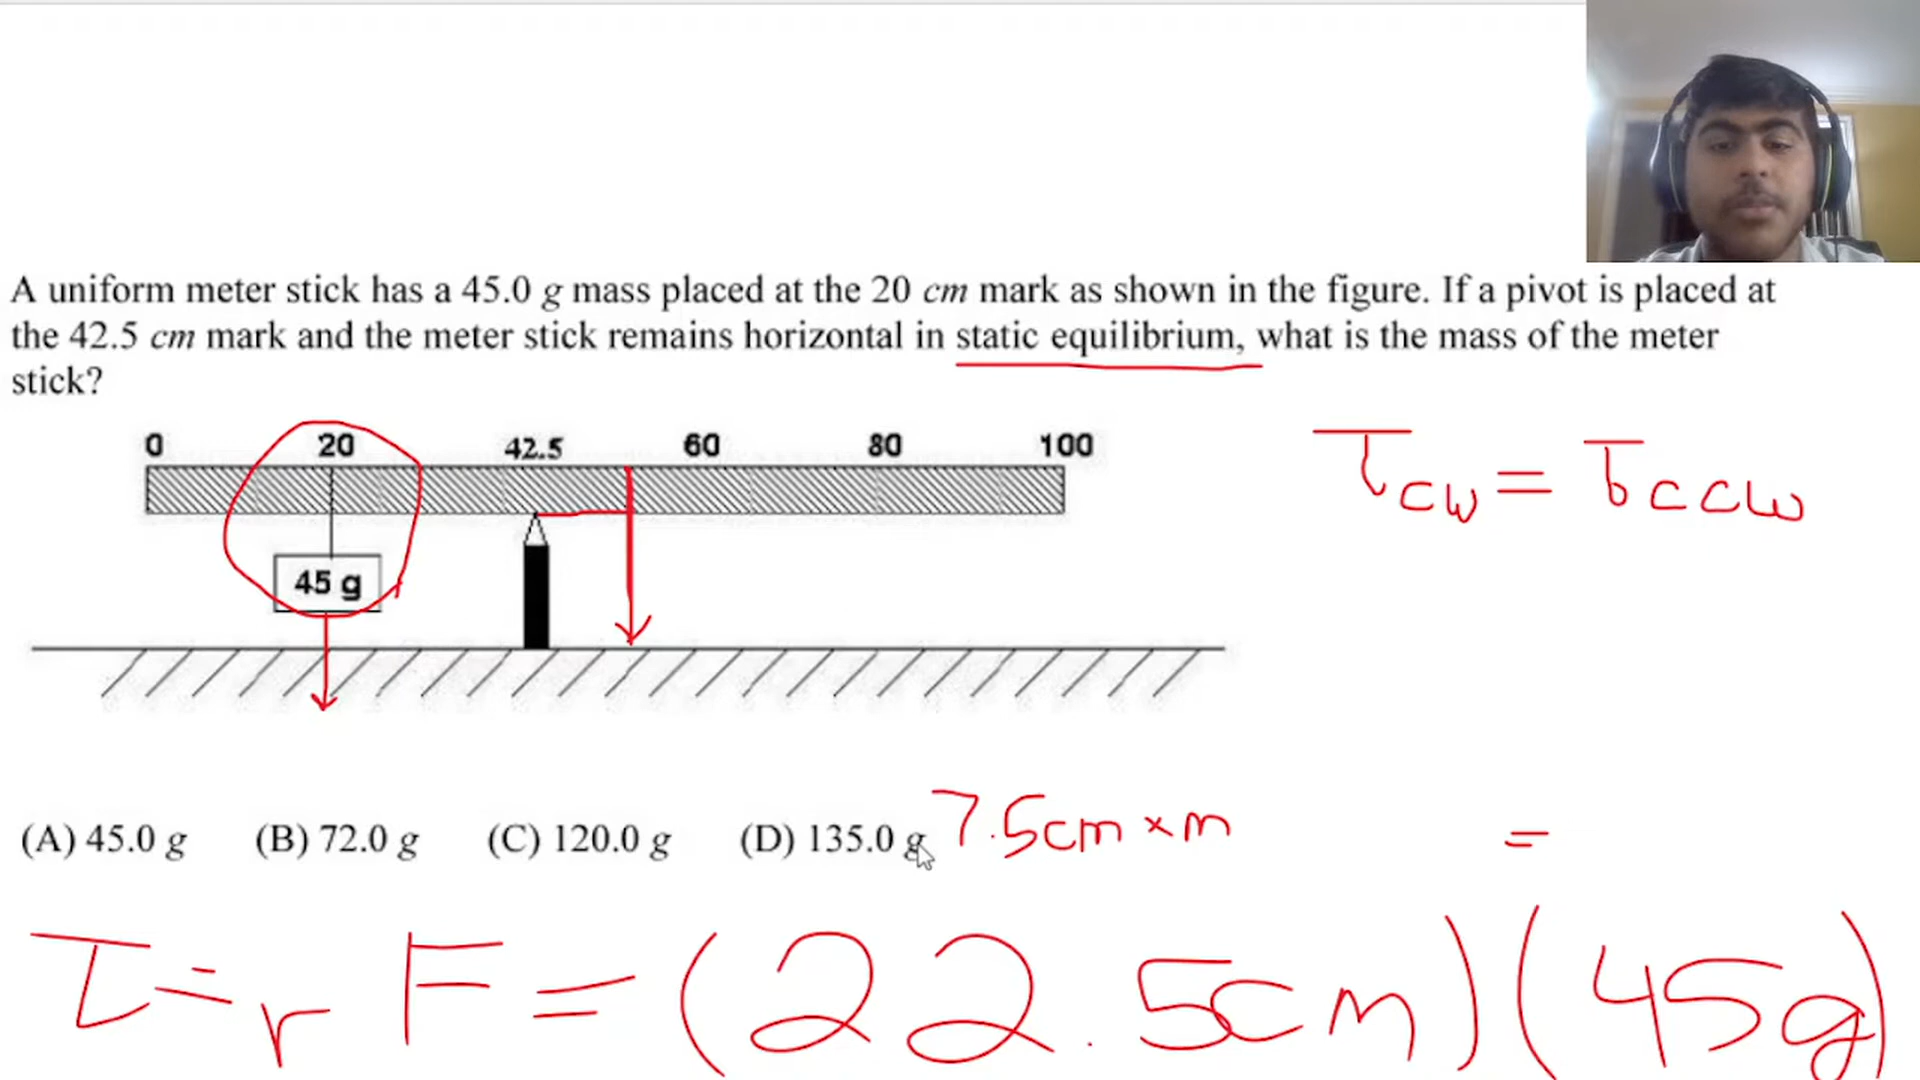 A uniform meter stick has a 45.0 g mass placed at the 20 cm mark as shown in the figure. If a pivot is placed at
the 42.5 cm mark and the meter stick remains horizontal in static equilibrium, what is the mass of the meter
stick?
0 20 42.5 60 80 100
τcw = τccw
45 g
(A) 45.0 g (B) 72.0 g (C) 120.0 g (D) 135.0 g 7.5cm × m =
τ = r F = (22.5cm)(45g)